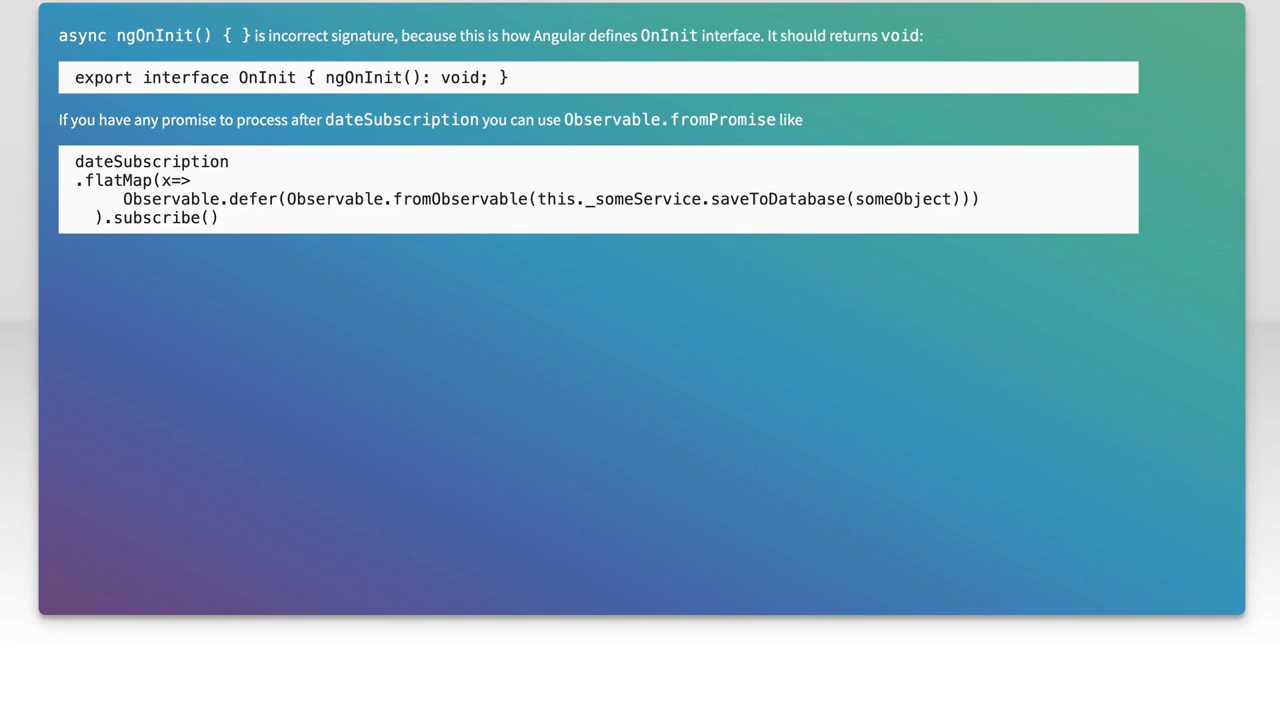 async ngOnInit() { } is incorrect signature, because this is how Angular defines OnInit interface. It should returns void:
export interface OnInit { ngOnInit(): void; }
If you have any promise to process after dateSubscription you can use Observable.fromPromise like
dateSubscription
.flatMap(x=>
     Observable.defer(Observable.fromObservable(this._someService.saveToDatabase(someObject)))
  ).subscribe()